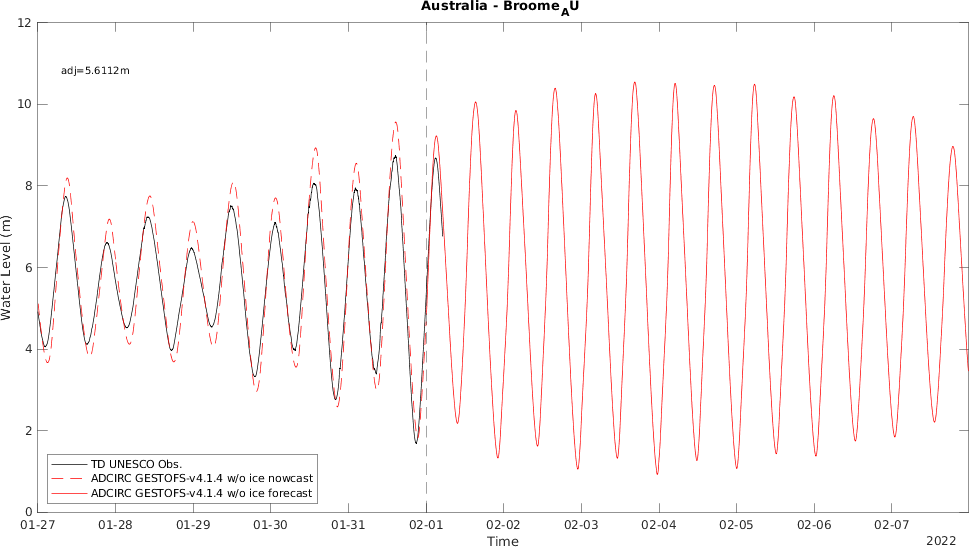 Australia - Broome_AU
12
10
8
6
4
2
0
Water Level (m)
adj=5.6112m
TD UNESCO Obs.
ADCIRC GESTOFS-v4.1.4 w/o ice nowcast
ADCIRC GESTOFS-v4.1.4 w/o ice forecast
01-27 01-28 01-29 01-30 01-31 02-01 02-02 02-03 02-04 02-05 02-06 02-07
Time
2022